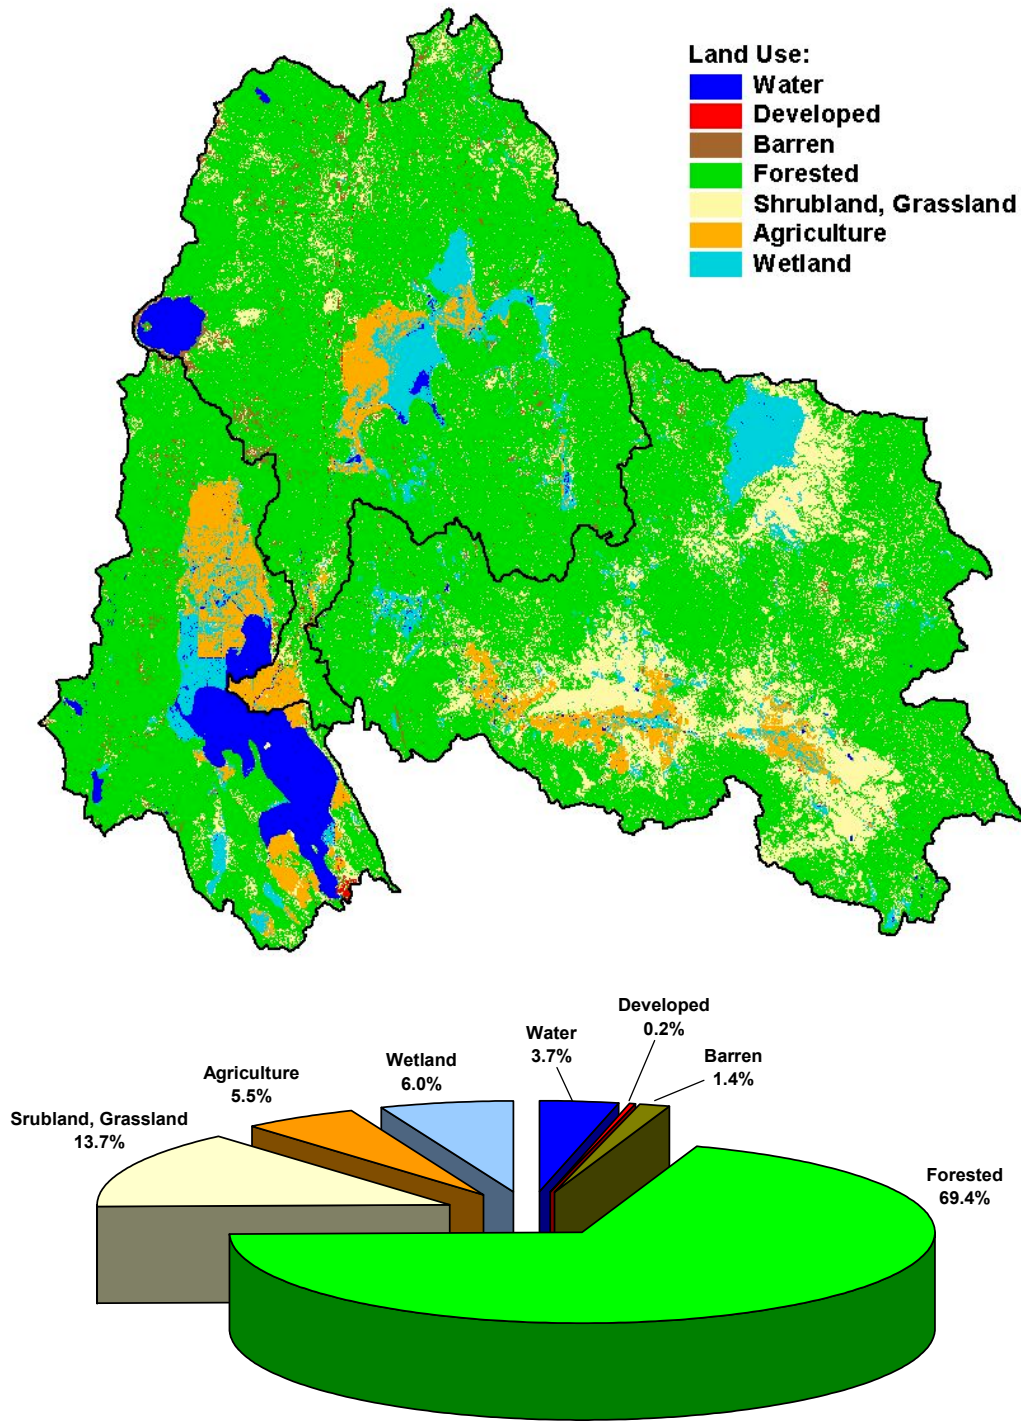 Land Use:
Water
Developed
Barren
Forested
Shrubland, Grassland
Agriculture
Wetland
Developed
0.2%
Water
3.7%
Barren
1.4%
Wetland
6.0%
Agriculture
5.5%
Srubland, Grassland
13.7%
Forested
69.4%